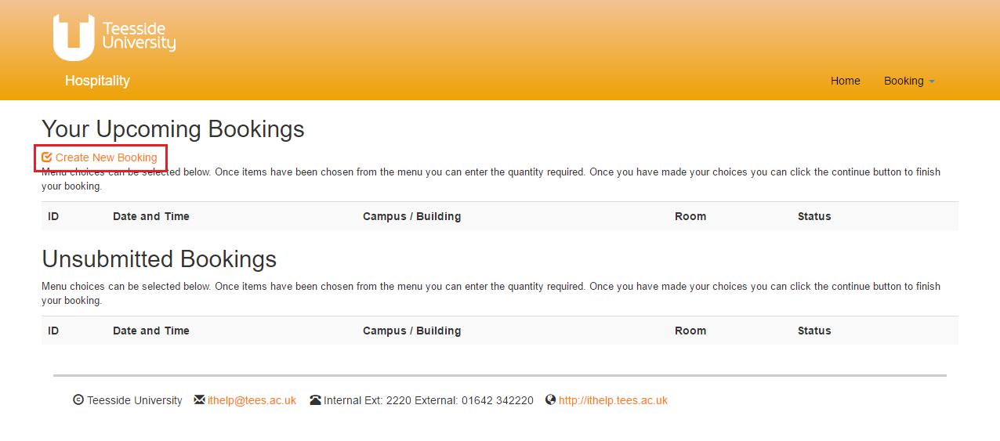 Teesside
University
Hospitality
Home
Booking
Your Upcoming Bookings
Create New Booking
Menu choices can be selected below. Once items have been chosen from the menu you can enter the quantity required. Once you have made your choices you can click the continue button to finish
your booking.
ID Date and Time Campus / Building Room Status
Unsubmitted Bookings
Menu choices can be selected below. Once items have been chosen from the menu you can enter the quantity required. Once you have made your choices you can click the continue button to finish
your booking.
ID Date and Time Campus / Building Room Status
© Teesside University ithelp@tees.ac.uk Internal Ext: 2220 External: 01642 342220 http://ithelp.tees.ac.uk